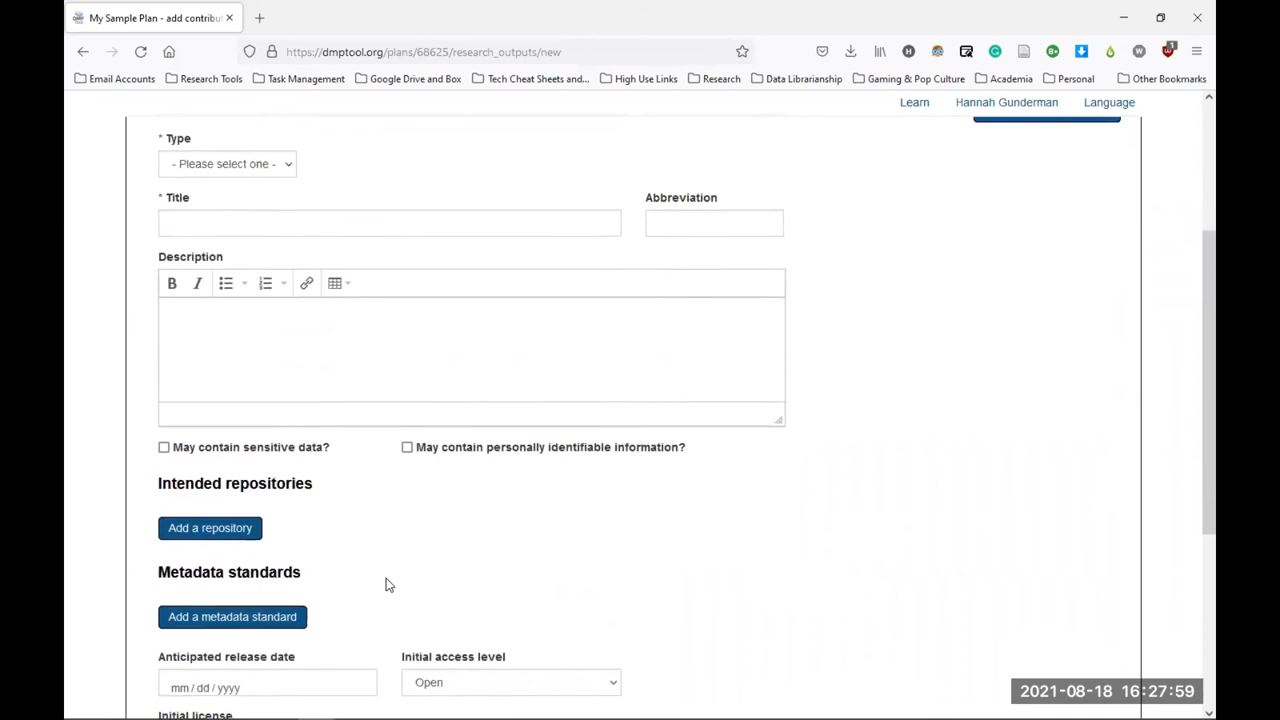 My Sample Plan - add contribu
https://dmptool.org/plans/68625/research_outputs/new
Email Accounts Research Tools Task Management Google Drive and Box Tech Cheat Sheets and... High Use Links Research Data Librarianship Gaming & Pop Culture Academia Personal Other Bookmarks
Learn Hannah Gunderman Language
* Type
- Please select one -
* Title Abbreviation
Description
B I
May contain sensitive data? May contain personally identifiable information?
Intended repositories
Add a repository
Metadata standards
Add a metadata standard
Anticipated release date Initial access level
mm / dd / yyyy Open
Initial license
2021-08-18 16:27:59